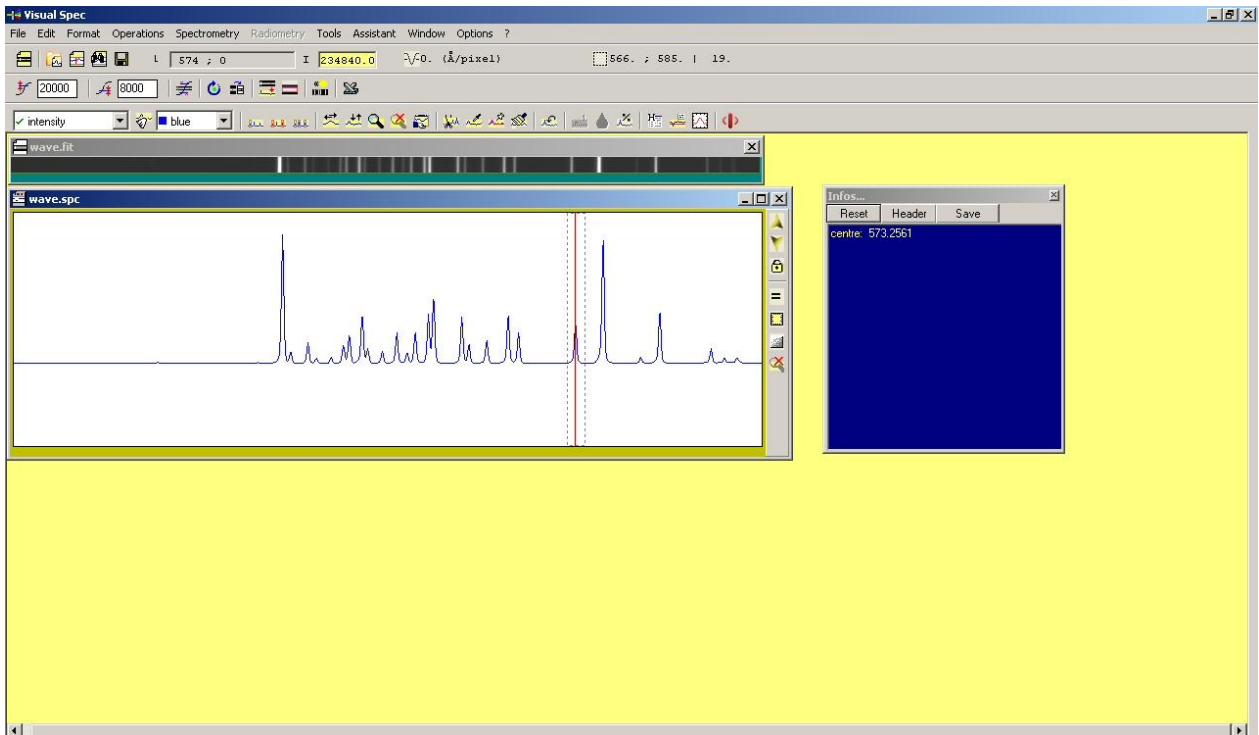 Visual Spec
File Edit Format Operations Spectrometry Radiometry Tools Assistant Window Options ?
L 574 ; 0 I 234840.0 0. (Å/pixel) 566. ; 585. | 19.
20000 8000
intensity blue
wave.fit
wave.spc
Infos...
Reset Header Save
centre: 573.2561